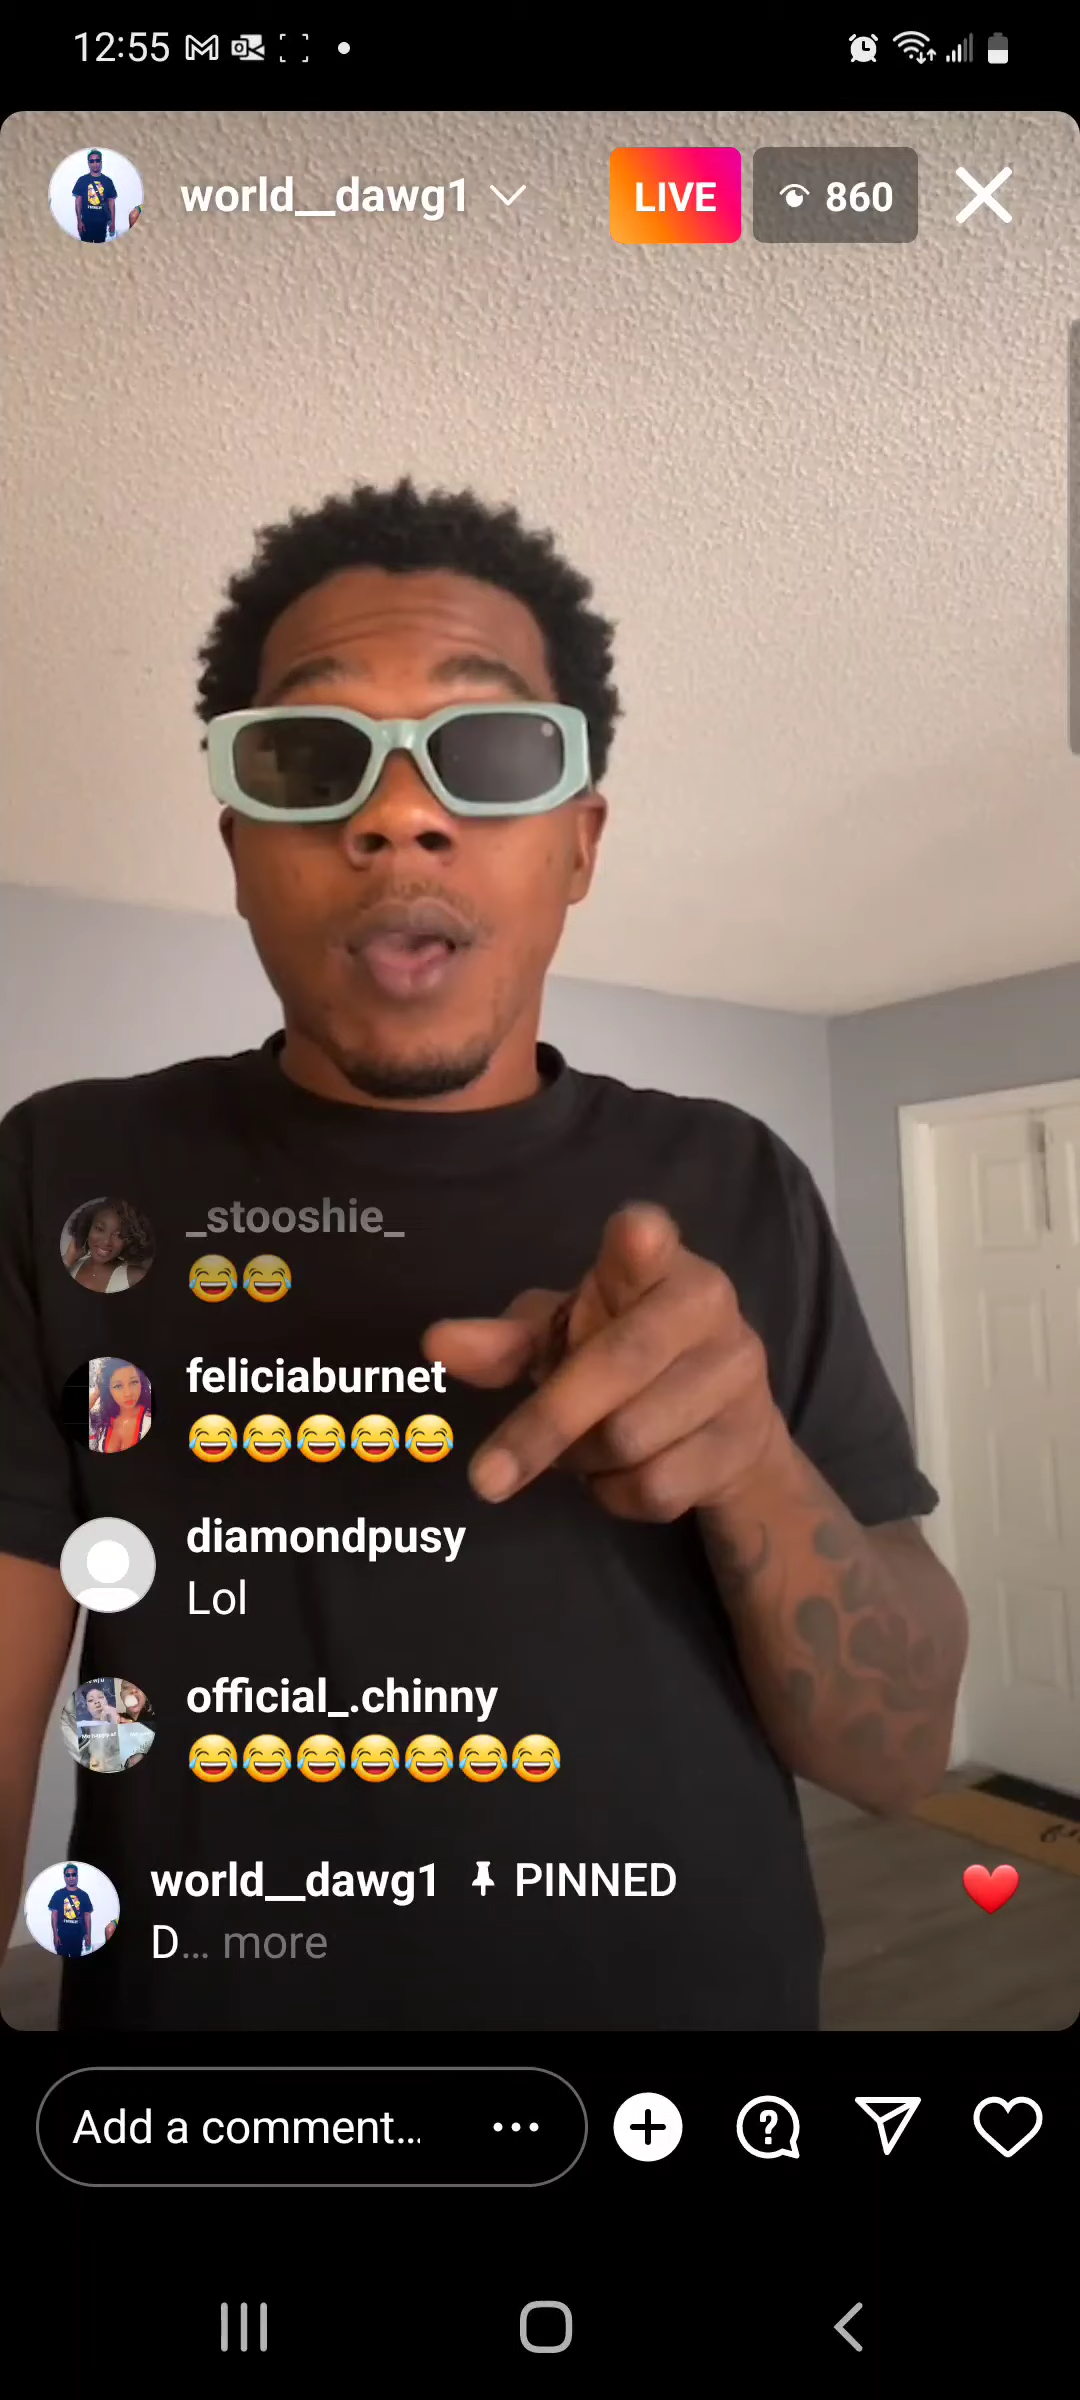 12:55
world__dawg1
LIVE
860
_stooshie_
😂😂
feliciaburnet
😂😂😂😂😂
diamondpusy
Lol
official_.chinny
😂😂😂😂😂😂😂
world__dawg1 PINNED
D... more
Add a comment...